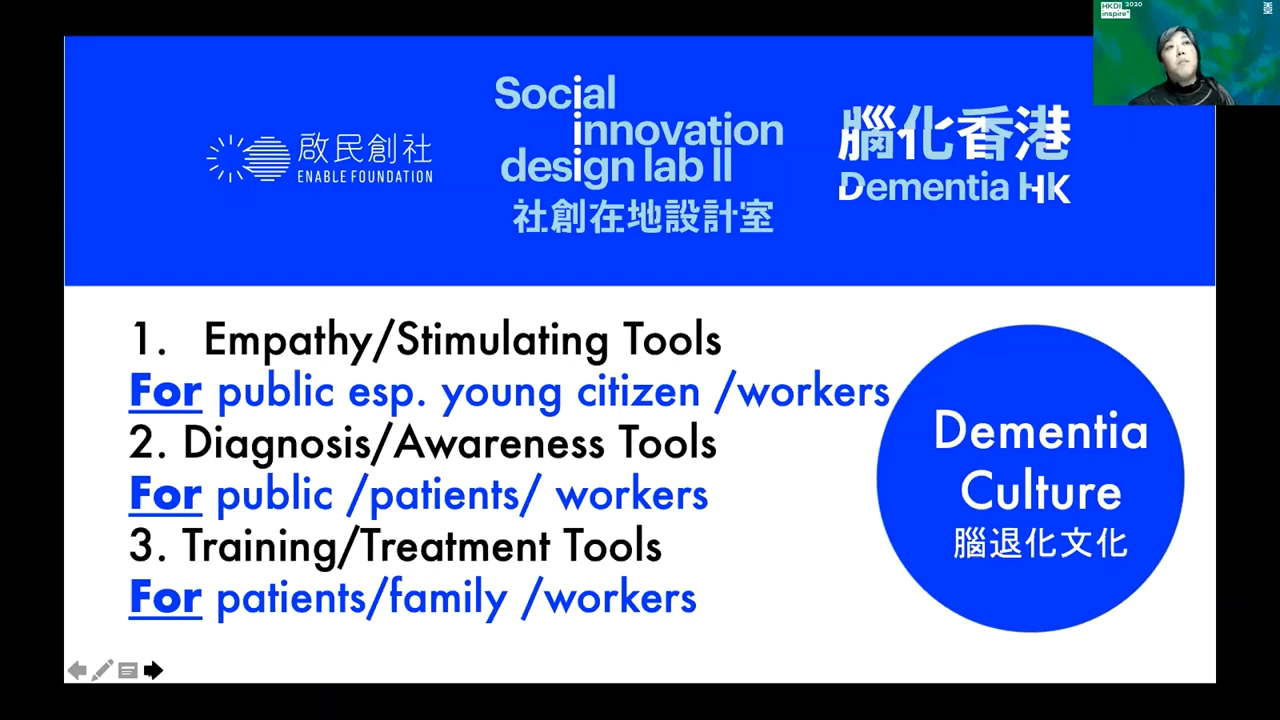 HKDI 2020
inspire*
啟民創社
ENABLE FOUNDATION
Social
innovation
design lab II
社創在地設計室
腦化香港
Dementia HK
1. Empathy/Stimulating Tools
For public esp. young citizen /workers
2. Diagnosis/Awareness Tools
For public /patients/ workers
3. Training/Treatment Tools
For patients/family /workers
Dementia
Culture
腦退化文化